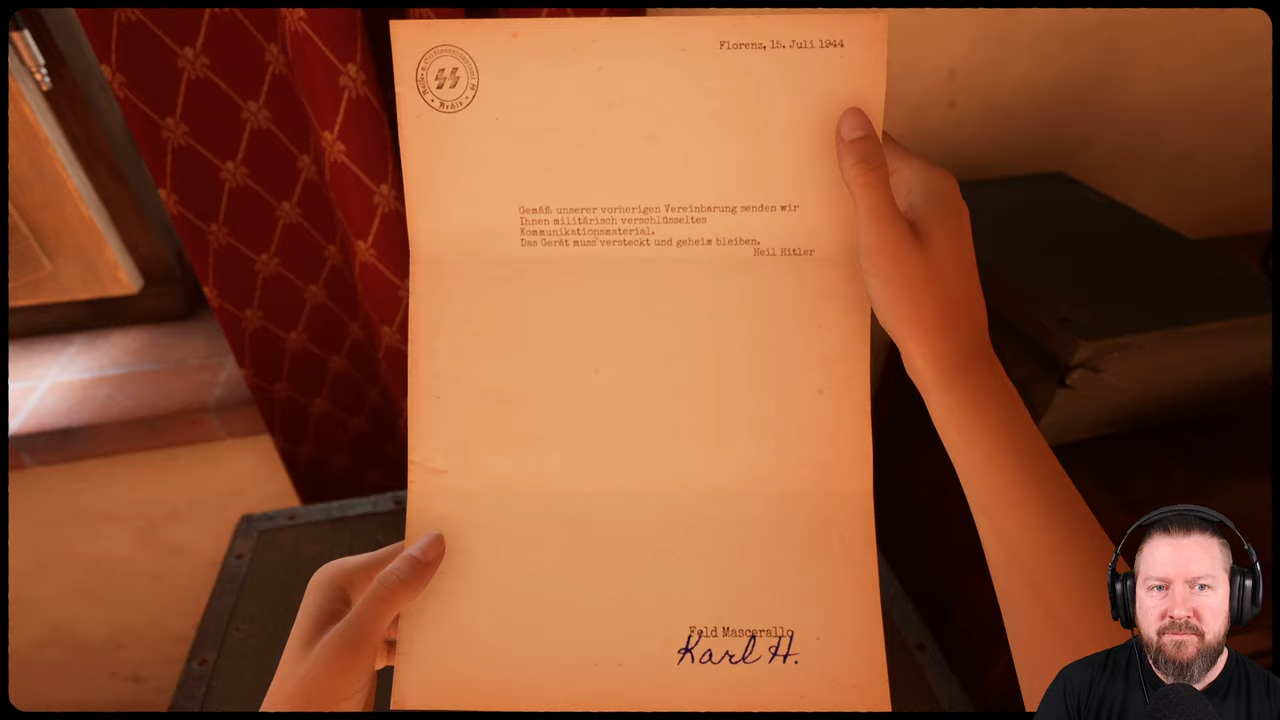 Florenz, 15. Juli 1944
Gemäß unserer vorherigen Vereinbarung senden wir
Ihnen militärisch verschlüsseltes
Kommunikationsmaterial.
Das Gerät muss versteckt und geheim bleiben.
Heil Hitler
Feld Mascerallo
Karl H.